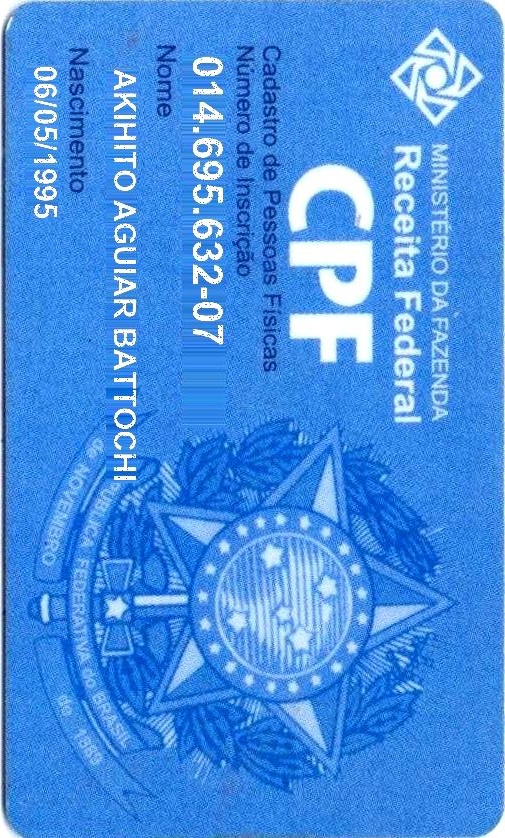 MINISTÉRIO DA FAZENDA
Receita Federal
CPF
Cadastro de Pessoas Físicas
Número de Inscrição
014.695.632-07
Nome
AKIHITO AGUIAR BATTOCHI
Nascimento
06/05/1995
REPÚBLICA FEDERATIVA do BRASIL
de NOVEMBRO
de 1889